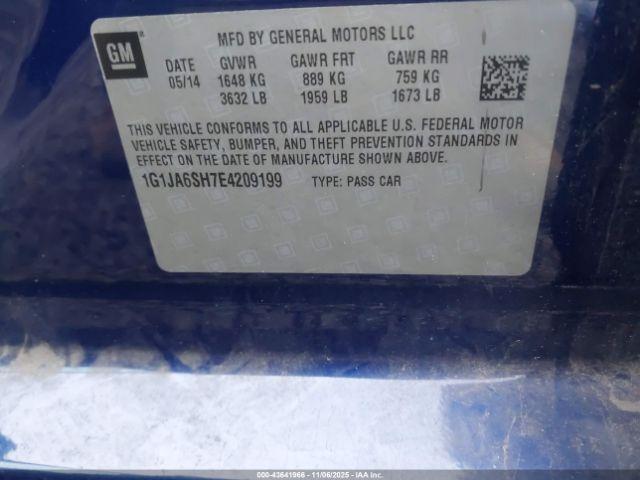 GM
MFD BY GENERAL MOTORS LLC
DATE GVWR GAWR FRT GAWR RR
05/14 1648 KG 889 KG 759 KG
3632 LB 1959 LB 1673 LB
THIS VEHICLE CONFORMS TO ALL APPLICABLE U.S. FEDERAL MOTOR
VEHICLE SAFETY, BUMPER, AND THEFT PREVENTION STANDARDS IN
EFFECT ON THE DATE OF MANUFACTURE SHOWN ABOVE.
1G1JA6SH7E4209199 TYPE: PASS CAR
000-43641966 - 11/06/2025 - IAA Inc.